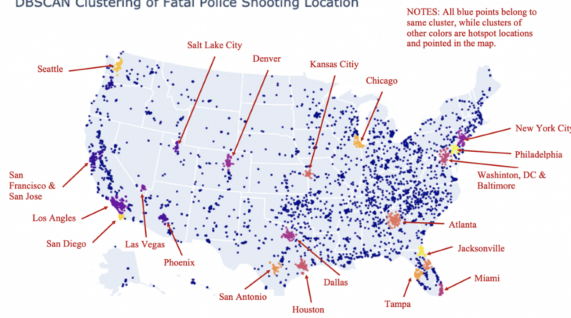 DBSCAN Clustering of Fatal Police Shooting Location
NOTES: All blue points belong to
same cluster, while clusters of
other colors are hotspot locations
and pointed in the map.
Salt Lake City
Denver
Kansas Citiy
Chicago
Seattle
New York City
Philadelphia
Washinton, DC &
Baltimore
San
Francisco &
San Jose
Los Angles
San Diego
Las Vegas
Phoenix
Atlanta
Jacksonville
Miami
Dallas
San Antonio
Houston
Tampa